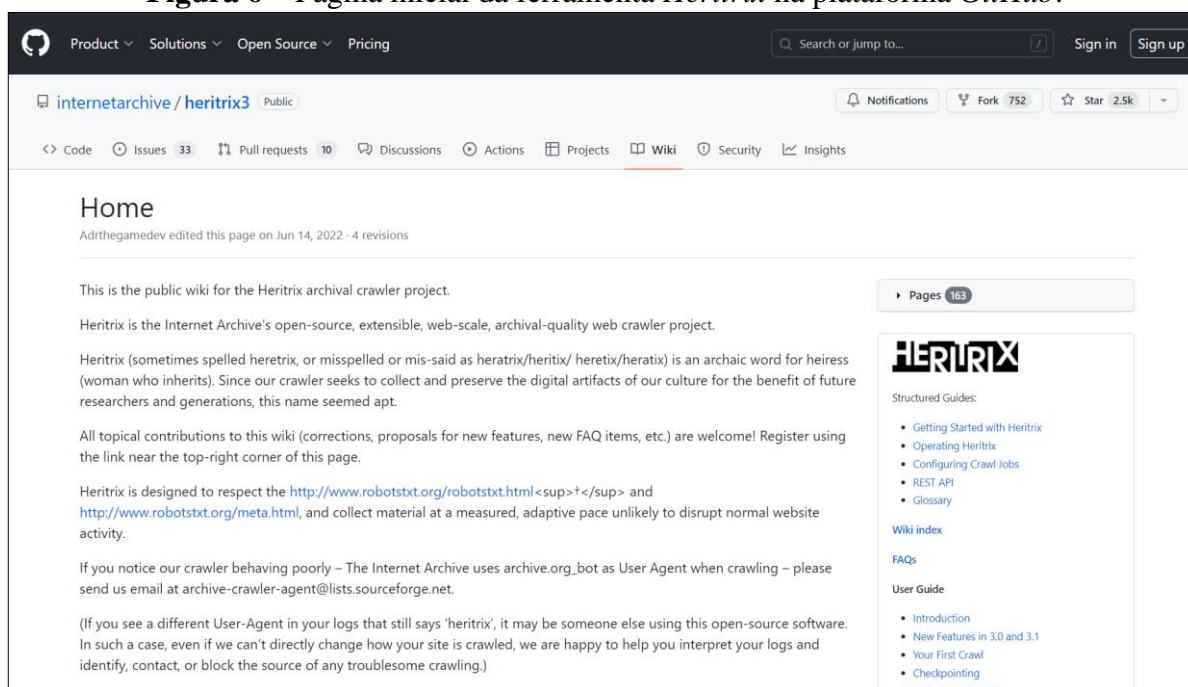 Figura 6 – Página inicial da ferramenta Heritrix na plataforma GitHub.
Product Solutions Open Source Pricing Search or jump to... / Sign in Sign up
internetarchive / heritrix3 Public Notifications Fork 752 Star 2.5k
<> Code Issues 33 Pull requests 10 Discussions Actions Projects Wiki Security Insights
Home
Adrthegamedev edited this page on Jun 14, 2022 · 4 revisions
This is the public wiki for the Heritrix archival crawler project.
Heritrix is the Internet Archive's open-source, extensible, web-scale, archival-quality web crawler project.
Heritrix (sometimes spelled heretrix, or misspelled or mis-said as heratrix/heritix/ heretix/heratix) is an archaic word for heiress
(woman who inherits). Since our crawler seeks to collect and preserve the digital artifacts of our culture for the benefit of future
researchers and generations, this name seemed apt.
All topical contributions to this wiki (corrections, proposals for new features, new FAQ items, etc.) are welcome! Register using
the link near the top-right corner of this page.
Heritrix is designed to respect the http://www.robotstxt.org/robotstxt.html<sup>†</sup> and
http://www.robotstxt.org/meta.html, and collect material at a measured, adaptive pace unlikely to disrupt normal website
activity.
If you notice our crawler behaving poorly – The Internet Archive uses archive.org_bot as User Agent when crawling – please
send us email at archive-crawler-agent@lists.sourceforge.net.
(If you see a different User-Agent in your logs that still says 'heritrix', it may be someone else using this open-source software.
In such a case, even if we can't directly change how your site is crawled, we are happy to help you interpret your logs and
identify, contact, or block the source of any troublesome crawling.)
Pages 163
HERITRIX
Structured Guides:
• Getting Started with Heritrix
• Operating Heritrix
• Configuring Crawl Jobs
• REST API
• Glossary
Wiki index
FAQs
User Guide
• Introduction
• New Features in 3.0 and 3.1
• Your First Crawl
• Checkpointing